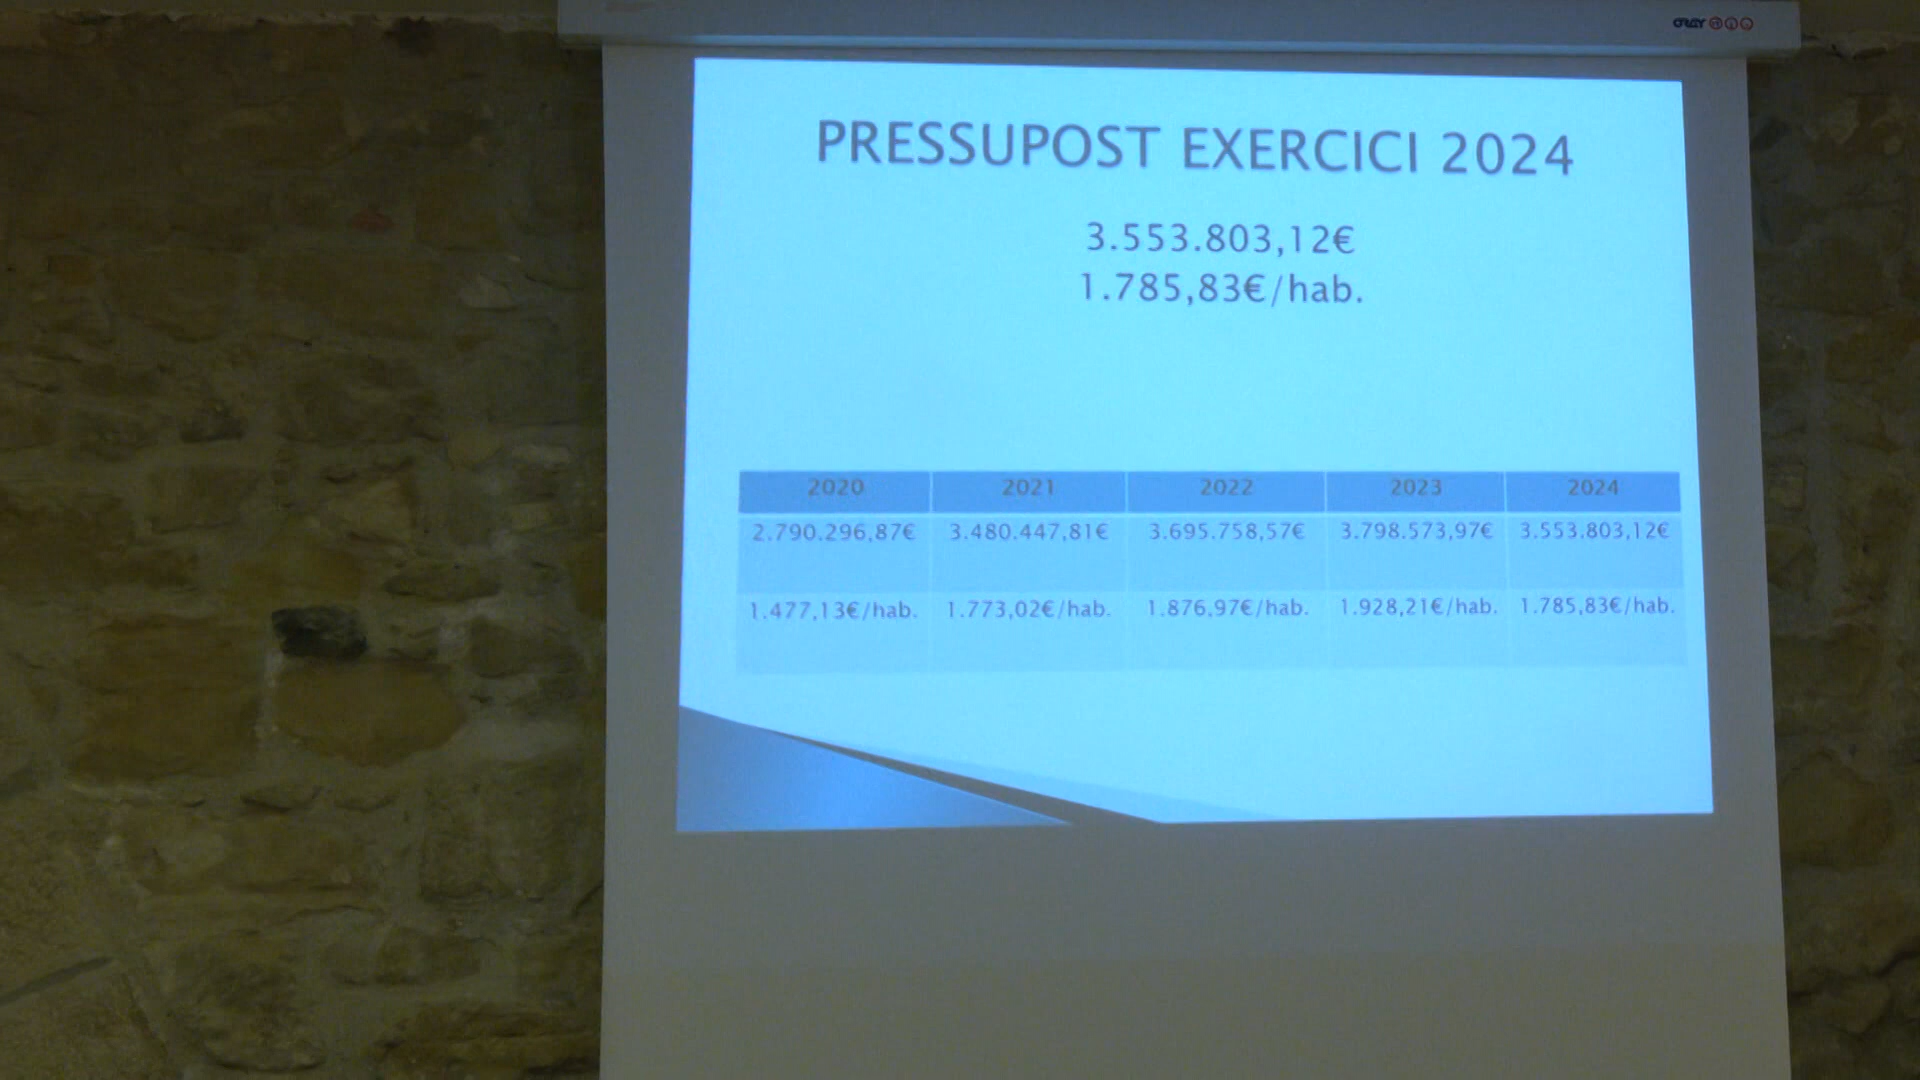 PRESSUPOST EXERCICI 2024
3.553.803,12€
1.785,83€/hab.
2020 2021 2022 2023 2024
2.790.296,87€ 3.480.447,81€ 3.695.758,57€ 3.798.573,97€ 3.553.803,12€
1.477,13€/hab. 1.773,02€/hab. 1.876,97€/hab. 1.928,21€/hab. 1.785,83€/hab.